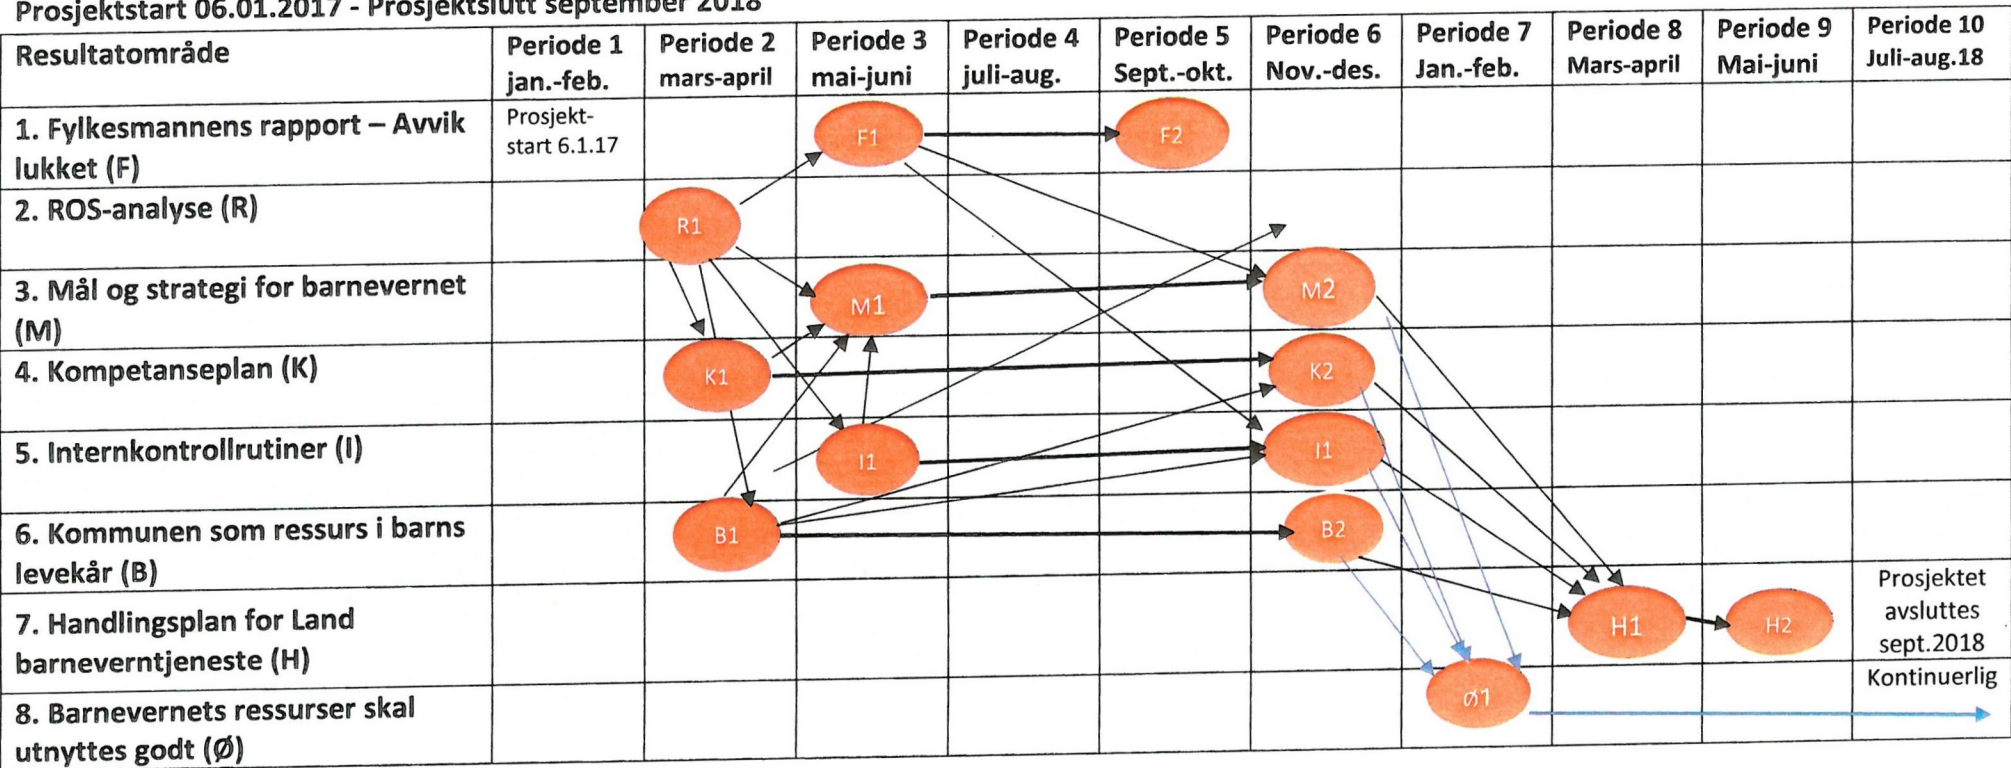 Prosjektstart 06.01.2017 - Prosjektslutt september 2018
Resultatområde
Periode 1
jan.-feb.
Periode 2
mars-april
Periode 3
mai-juni
Periode 4
juli-aug.
Periode 5
Sept.-okt.
Periode 6
Nov.-des.
Periode 7
Jan.-feb.
Periode 8
Mars-april
Periode 9
Mai-juni
Periode 10
Juli-aug.18
1. Fylkesmannens rapport – Avvik
lukket (F)
Prosjekt-
start 6.1.17
F1
F2
2. ROS-analyse (R)
R1
3. Mål og strategi for barnevernet
(M)
M1
M2
4. Kompetanseplan (K)
K1
K2
5. Internkontrollrutiner (I)
I1
I1
6. Kommunen som ressurs i barns
levekår (B)
B1
B2
7. Handlingsplan for Land
barneverntjeneste (H)
H1
H2
Prosjektet
avsluttes
sept.2018
8. Barnevernets ressurser skal
utnyttes godt (Ø)
Ø1
Kontinuerlig